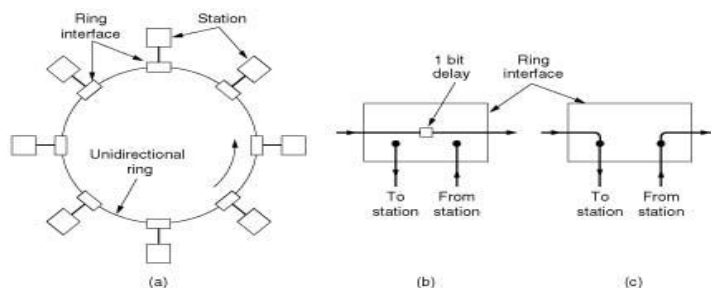 Ring
interface
Station
Unidirectional
ring
(a)
1 bit
delay
Ring
interface
To
station
From
station
(b)
To
station
From
station
(c)